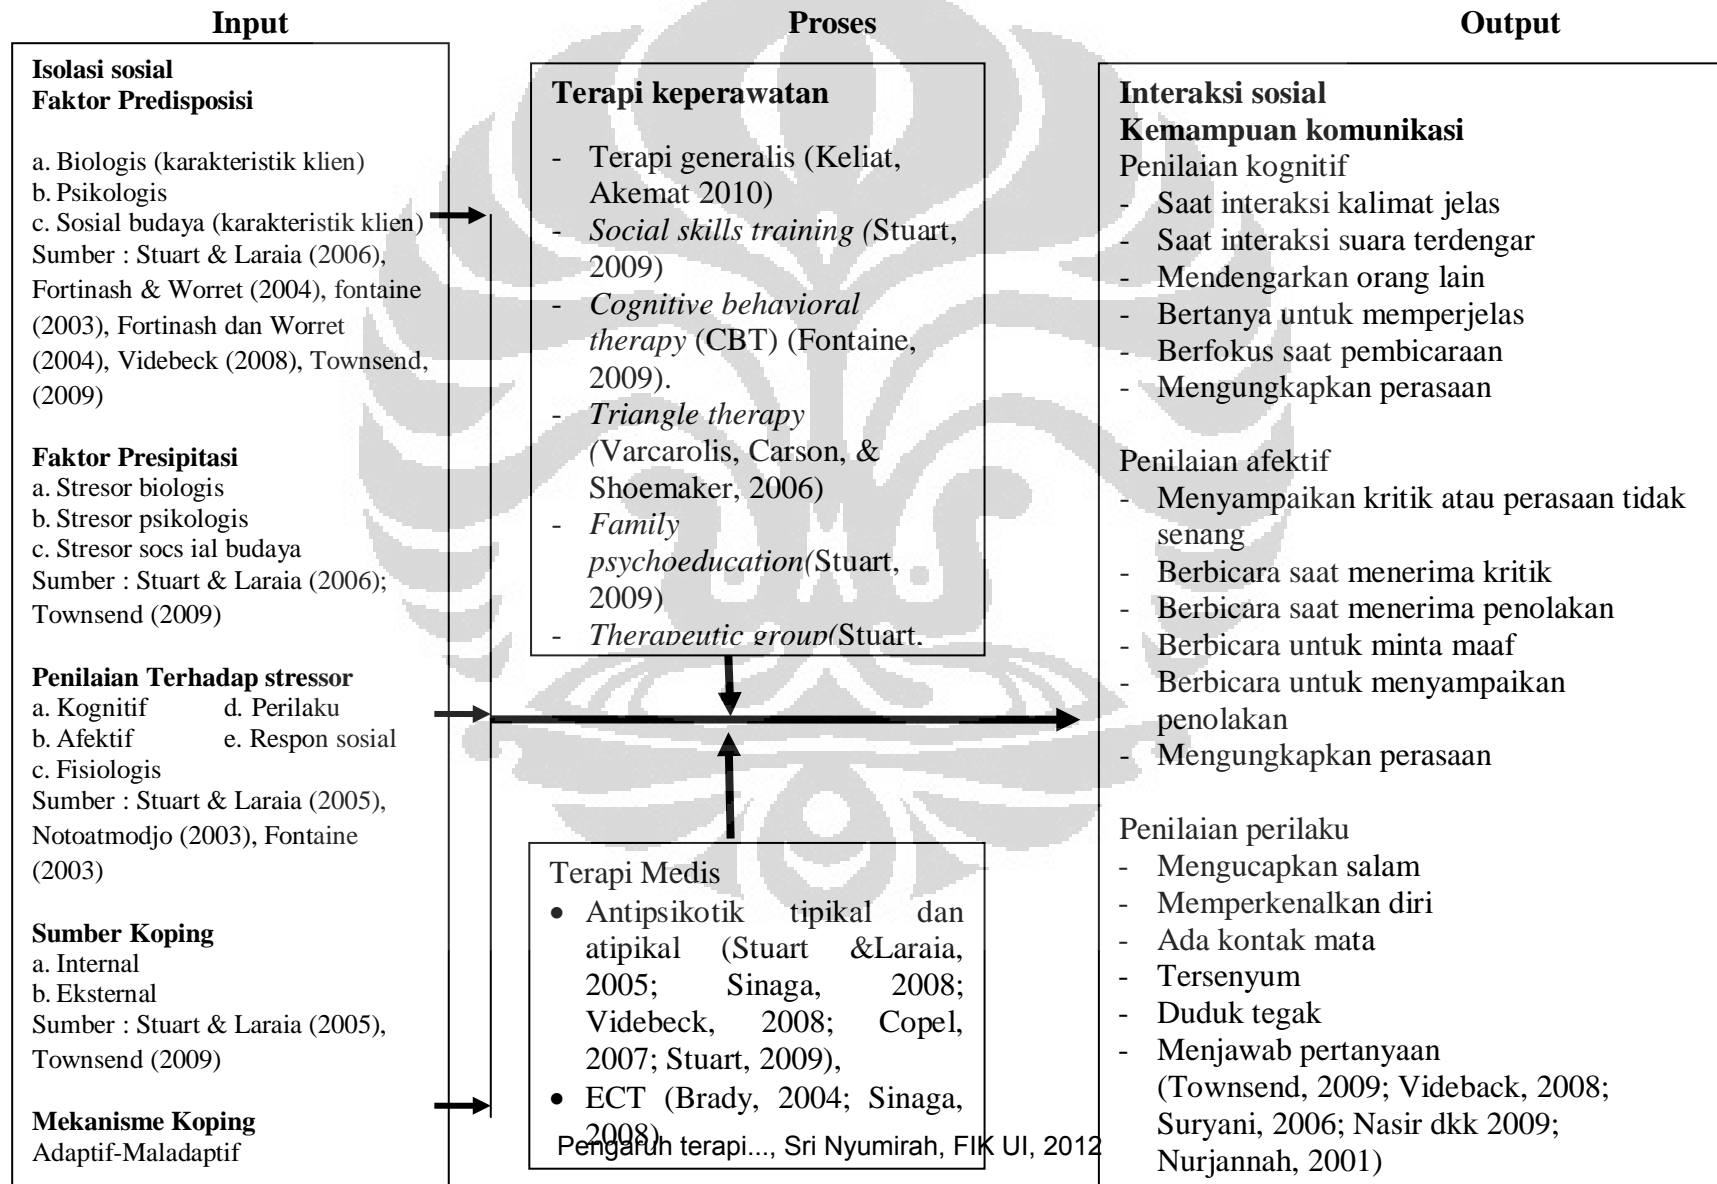 Input
Proses
Output
Isolasi sosial
Faktor Predisposisi
a. Biologis (karakteristik klien)
b. Psikologis
c. Sosial budaya (karakteristik klien)
Sumber : Stuart & Laraia (2006),
Fortinash & Worret (2004), fontaine
(2003), Fortinash dan Worret
(2004), Videbeck (2008), Townsend,
(2009)
Faktor Presipitasi
a. Stresor biologis
b. Stresor psikologis
c. Stresor socs ial budaya
Sumber : Stuart & Laraia (2006);
Townsend (2009)
Penilaian Terhadap stressor
a. Kognitif d. Perilaku
b. Afektif e. Respon sosial
c. Fisiologis
Sumber : Stuart & Laraia (2005),
Notoatmodjo (2003), Fontaine
(2003)
Sumber Koping
a. Internal
b. Eksternal
Sumber : Stuart & Laraia (2005),
Townsend (2009)
Mekanisme Koping
Adaptif-Maladaptif
Terapi keperawatan
- Terapi generalis (Keliat,
Akemat 2010)
- Social skills training (Stuart,
2009)
- Cognitive behavioral
therapy (CBT) (Fontaine,
2009).
- Triangle therapy
(Varcarolis, Carson, &
Shoemaker, 2006)
- Family
psychoeducation(Stuart,
2009)
- Therapeutic group(Stuart,
Terapi Medis
• Antipsikotik tipikal dan
atipikal (Stuart &Laraia,
2005; Sinaga, 2008;
Videbeck, 2008; Copel,
2007; Stuart, 2009),
• ECT (Brady, 2004; Sinaga,
2008)
Interaksi sosial
Kemampuan komunikasi
Penilaian kognitif
- Saat interaksi kalimat jelas
- Saat interaksi suara terdengar
- Mendengarkan orang lain
- Bertanya untuk memperjelas
- Berfokus saat pembicaraan
- Mengungkapkan perasaan
Penilaian afektif
- Menyampaikan kritik atau perasaan tidak
senang
- Berbicara saat menerima kritik
- Berbicara saat menerima penolakan
- Berbicara untuk minta maaf
- Berbicara untuk menyampaikan
penolakan
- Mengungkapkan perasaan
Penilaian perilaku
- Mengucapkan salam
- Memperkenalkan diri
- Ada kontak mata
- Tersenyum
- Duduk tegak
- Menjawab pertanyaan
(Townsend, 2009; Videback, 2008;
Suryani, 2006; Nasir dkk 2009;
Nurjannah, 2001)
Pengaruh terapi..., Sri Nyumirah, FIK UI, 2012